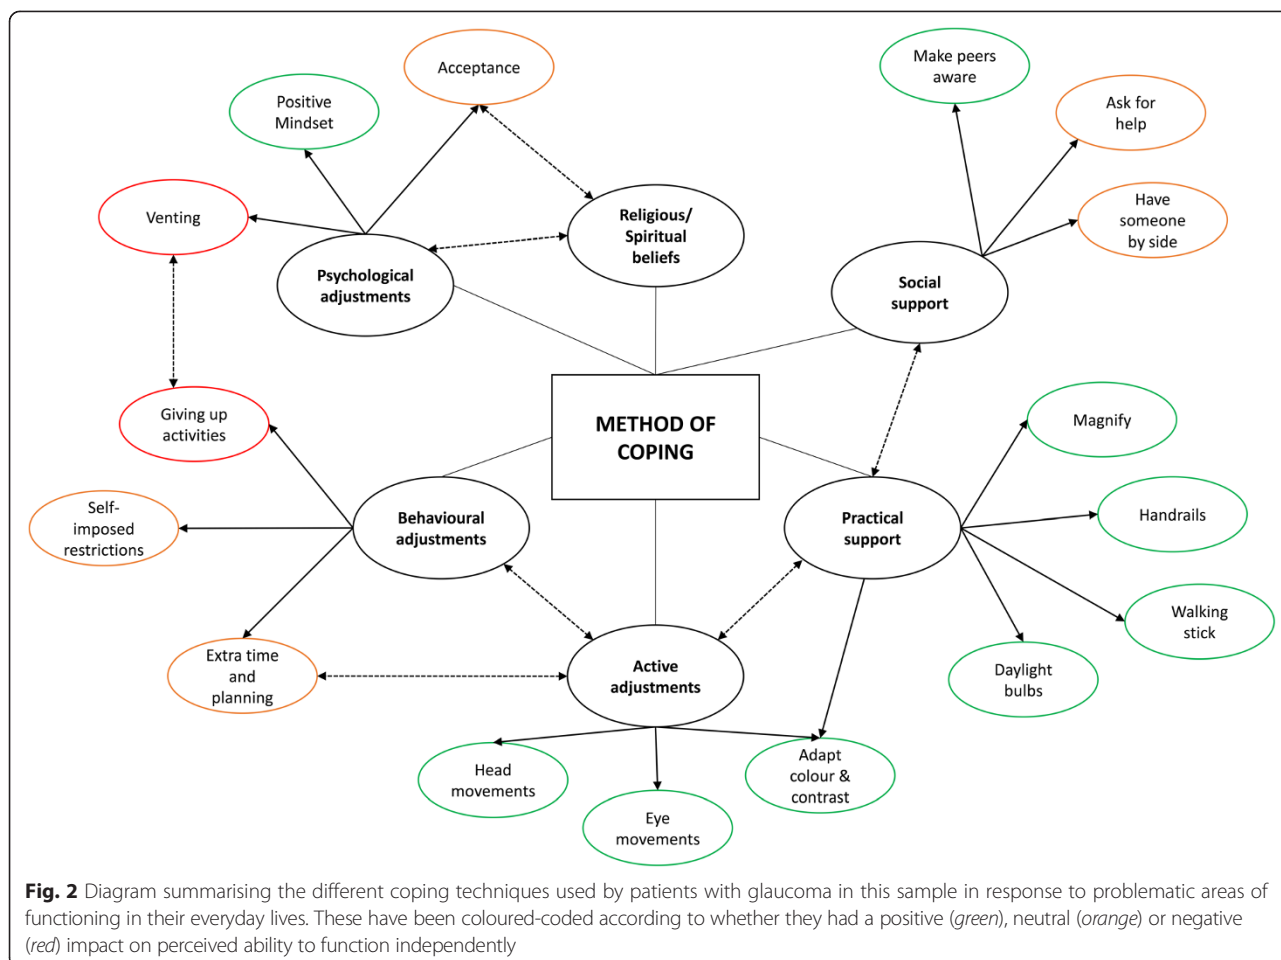 Acceptance
Positive
Mindset
Venting
Psychological
adjustments
Religious/
Spiritual
beliefs
Make peers
aware
Ask for
help
Have
someone
by side
Social
support
METHOD OF
COPING
Giving up
activities
Self-
imposed
restrictions
Behavioural
adjustments
Extra time
and
planning
Active
adjustments
Head
movements
Eye
movements
Adapt
colour &
contrast
Practical
support
Magnify
Handrails
Walking
stick
Daylight
bulbs
Fig. 2 Diagram summarising the different coping techniques used by patients with glaucoma in this sample in response to problematic areas of
functioning in their everyday lives. These have been coloured-coded according to whether they had a positive (green), neutral (orange) or negative
(red) impact on perceived ability to function independently